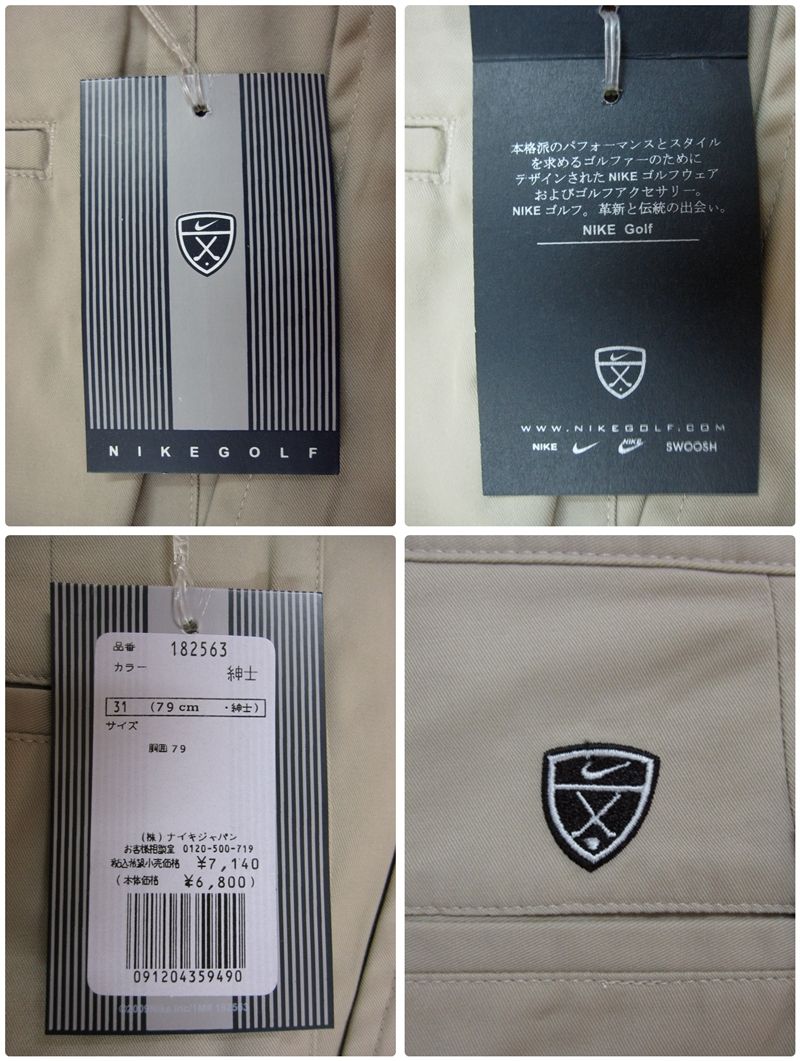 NIKEGOLF
本格派のパフォーマンスとスタイル
を求めるゴルファーのために
デザインされた NIKE ゴルフウェア
およびゴルフアクセサリー。
NIKE ゴルフ。革新と伝統の出会い。
NIKE Golf
WWW.NIKEGOLF.COM
NIKE NIKE SWOOSH
品番 182563
カラー
紳士
31 (79cm ・紳士)
サイズ
胴囲 79
(株)ナイキジャパン
お客様相談室 0120-500-719
税込希望小売価格 ¥7,140
(本体価格 ¥6,800)
091204359490
©2009Nike.Inc/1M# 182563